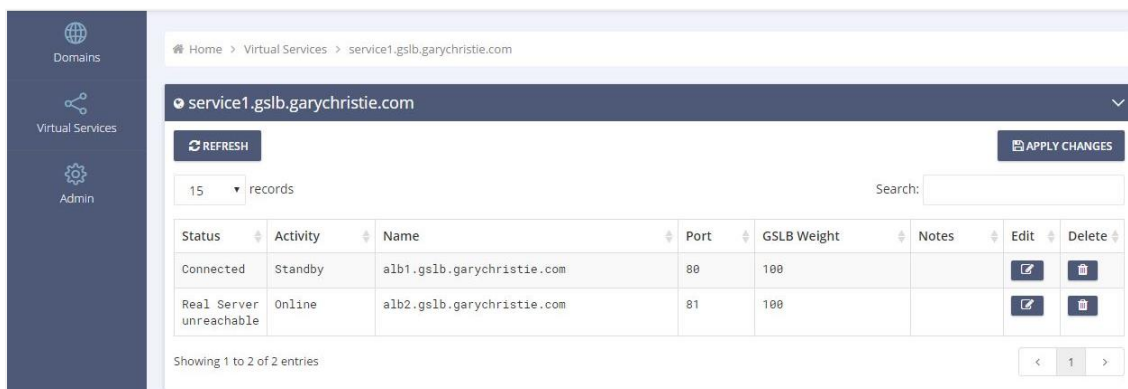 Domains
Home > Virtual Services > service1.gslb.garychristie.com
Virtual Services
service1.gslb.garychristie.com
REFRESH
APPLY CHANGES
Admin
15 records
Search:
Status Activity Name Port GSLB Weight Notes Edit Delete
Connected Standby alb1.gslb.garychristie.com 80 100
Real Server Online alb2.gslb.garychristie.com 81 100
unreachable
Showing 1 to 2 of 2 entries
< 1 >